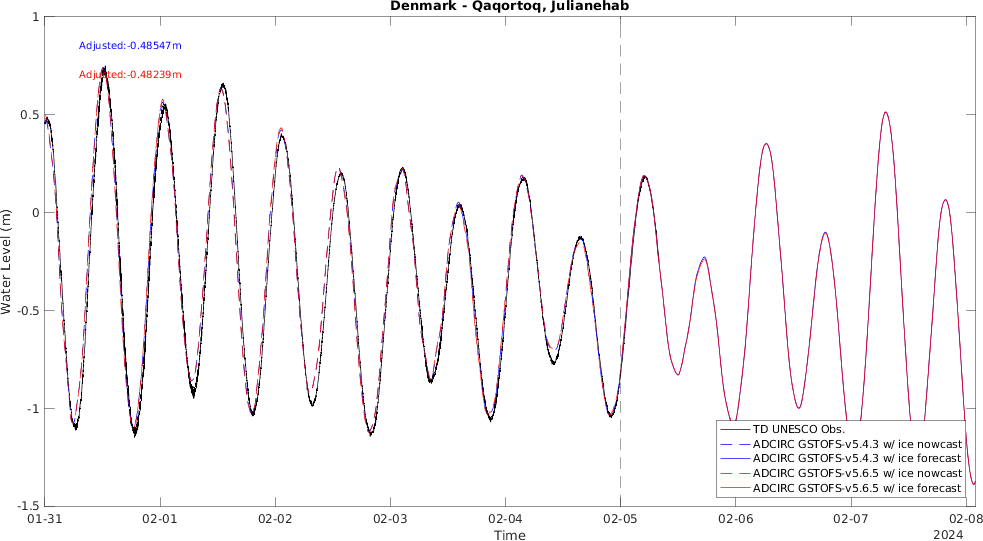 Denmark - Qaqortoq, Julianehab
1
Adjusted:-0.48547m
Adjusted:-0.48239m
0.5
0
Water Level (m)
-0.5
-1
TD UNESCO Obs.
ADCIRC GSTOFS-v5.4.3 w/ ice nowcast
ADCIRC GSTOFS-v5.4.3 w/ ice forecast
ADCIRC GSTOFS-v5.6.5 w/ ice nowcast
ADCIRC GSTOFS-v5.6.5 w/ ice forecast
-1.5
01-31 02-01 02-02 02-03 02-04 02-05 02-06 02-07 02-08
Time 2024